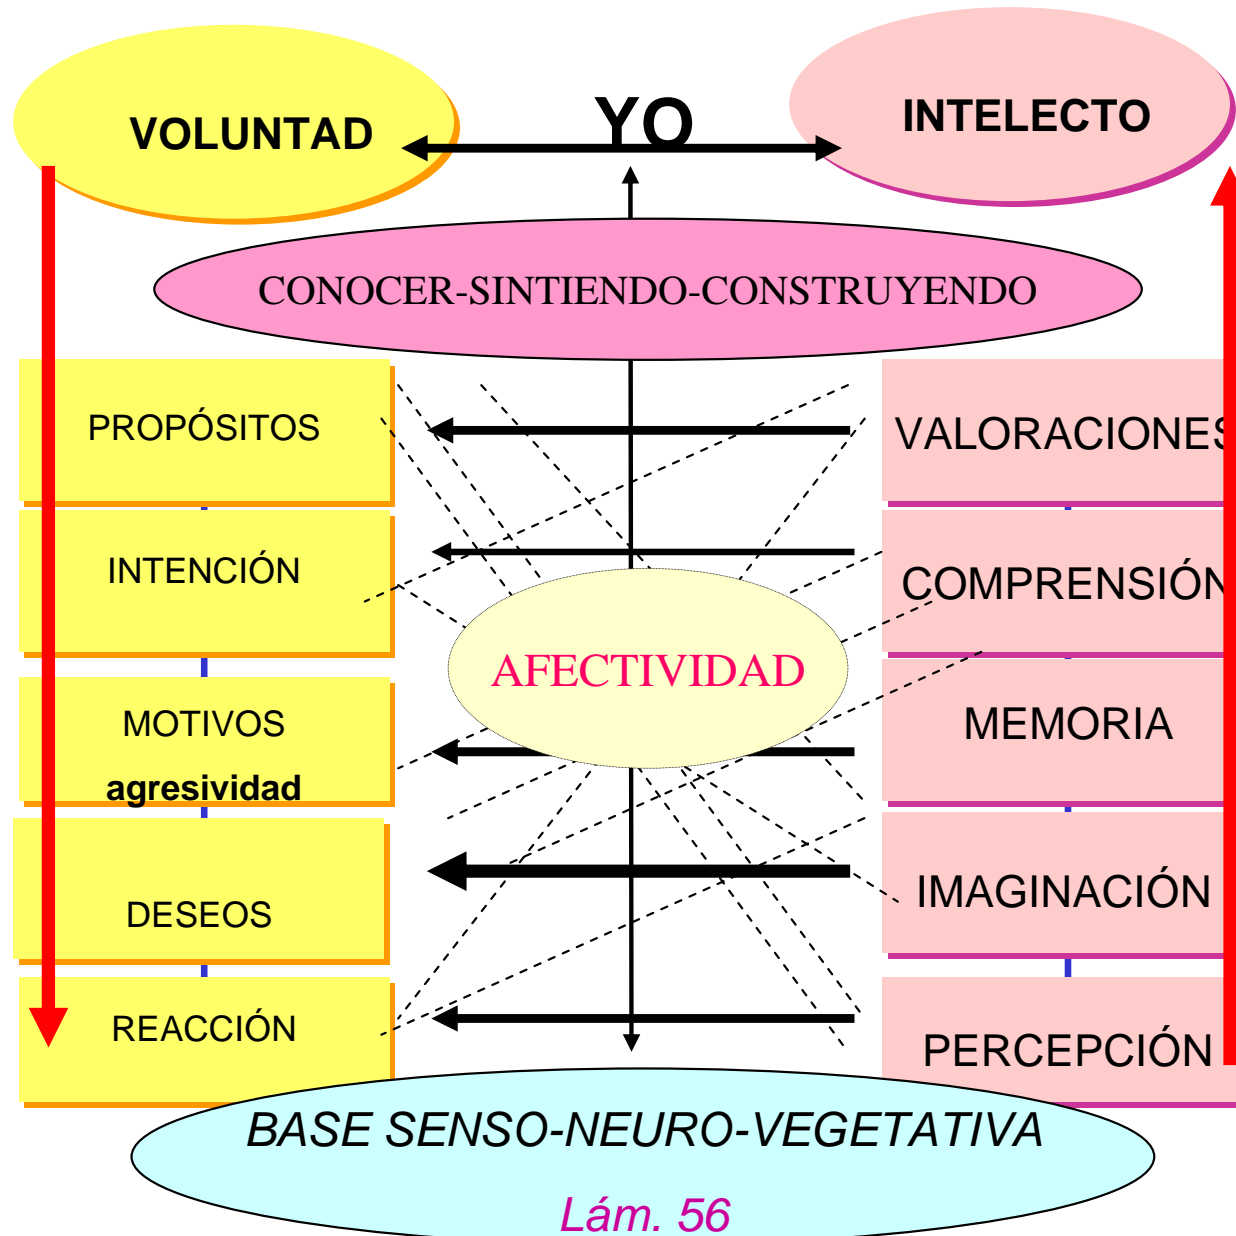 VOLUNTAD
YO
INTELECTO
CONOCER-SINTIENDO-CONSTRUYENDO
PROPÓSITOS
VALORACIONES
INTENCIÓN
COMPRENSIÓN
AFECTIVIDAD
MOTIVOS
agresividad
MEMORIA
DESEOS
IMAGINACIÓN
REACCIÓN
PERCEPCIÓN
BASE SENSO-NEURO-VEGETATIVA
Lám. 56